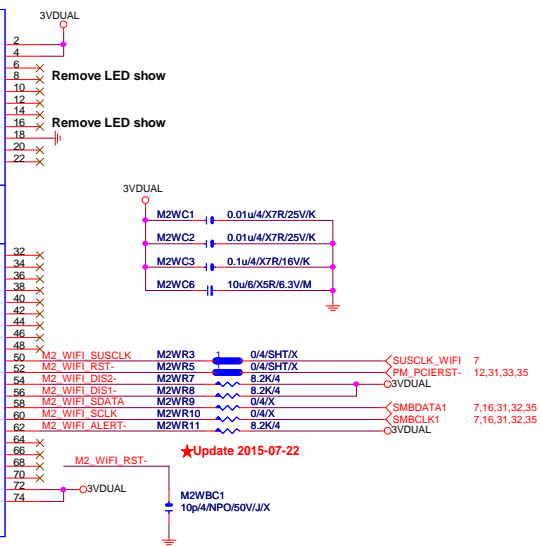 3VDUAL
2
4
6
8 Remove LED show
10
12
14
16 Remove LED show
18
20
22
3VDUAL
M2WC1 0.01u/4/X7R/25V/K
M2WC2 0.01u/4/X7R/25V/K
M2WC3 0.1u/4/X7R/16V/K
M2WC6 10u/6/X5R/6.3V/M
32
34
36
38
40
42
44
46
48
50 M2_WIFI_SUSCLK M2WR3 1 0/4/SHT/X SUSCLK_WIFI 7
52 M2_WIFI_RST- M2WR5 1 0/4/SHT/X PM_PCIERST- 12,31,33,35
54 M2_WIFI_DIS2- M2WR7 8.2K/4 3VDUAL
56 M2_WIFI_DIS1- M2WR8 8.2K/4
58 M2_WIFI_SDATA M2WR9 0/4/X SMBDATA1 7,16,31,32,35
60 M2_WIFI_SCLK M2WR10 0/4/X SMBCLK1 7,16,31,32,35
62 M2_WIFI_ALERT- M2WR11 8.2K/4 3VDUAL
64
★Update 2015-07-22
66
68 M2_WIFI_RST-
70
72 3VDUAL
74
M2WBC1
10p/4/NPO/50V/J/X